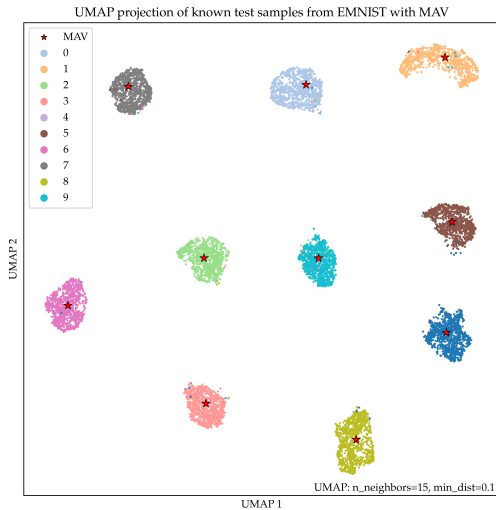 UMAP projection of known test samples from EMNIST with MAV
MAV
0
1
2
3
4
5
6
7
8
9
UMAP 2
UMAP: n_neighbors=15, min_dist=0.1
UMAP 1